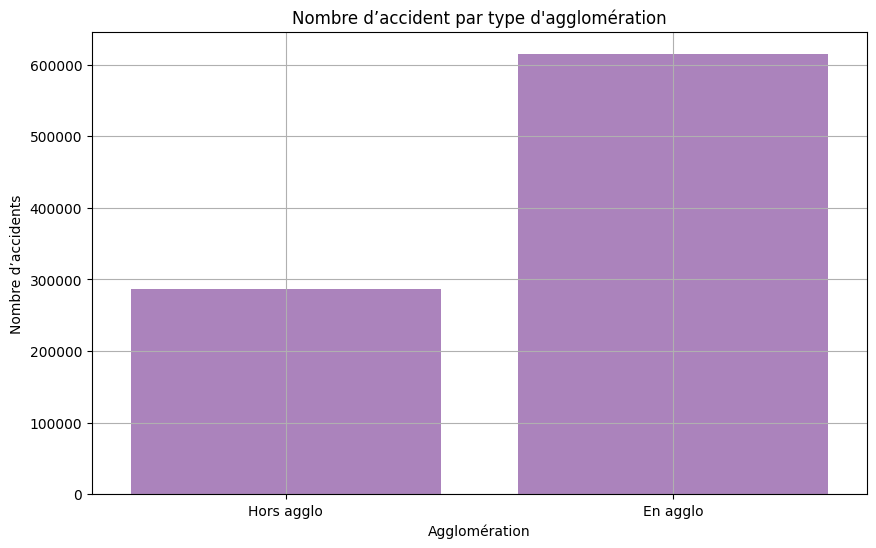 Nombre d’accident par type d'agglomération
Nombre d’accidents
600000
500000
400000
300000
200000
100000
0
Hors agglo
En agglo
Agglomération